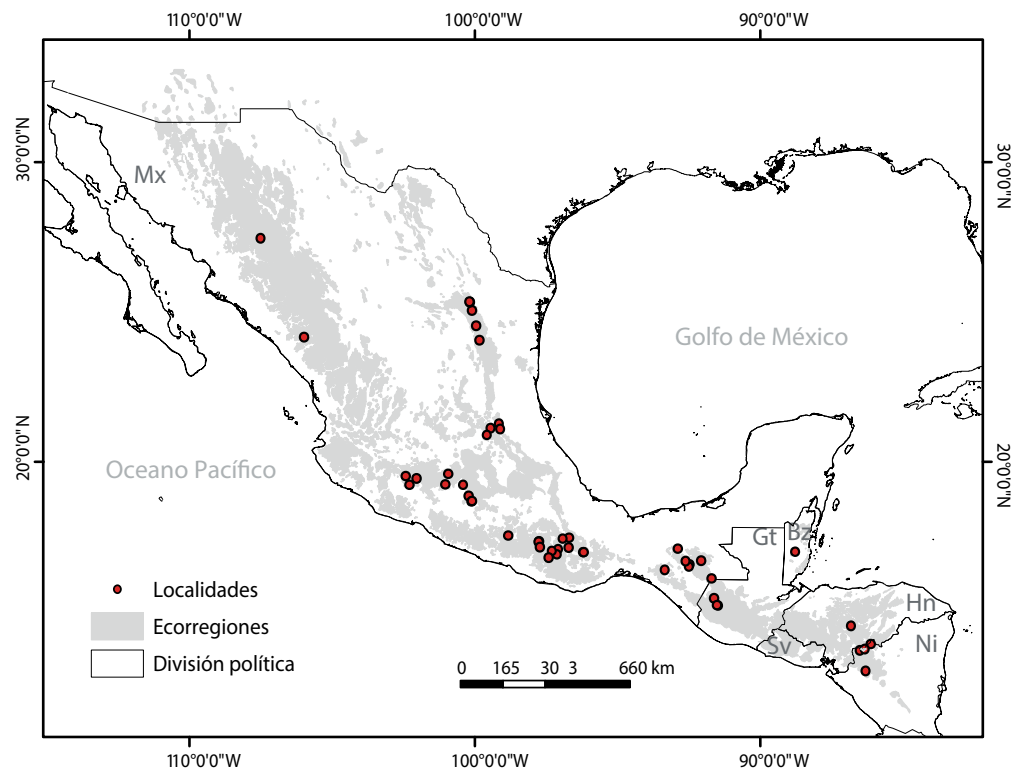 110°0'0"W 100°0'0"W 90°0'0"W
30°0'0"N
30°0'0"N
Mx
Golfo de México
20°0'0"N
20°0'0"N
Oceano Pacífico
Gt Bz
Localidades
Hn
Ecorregiones
Sv Ni
División política
0 165 30 3 660 km
110°0'0"W 100°0'0"W 90°0'0"W